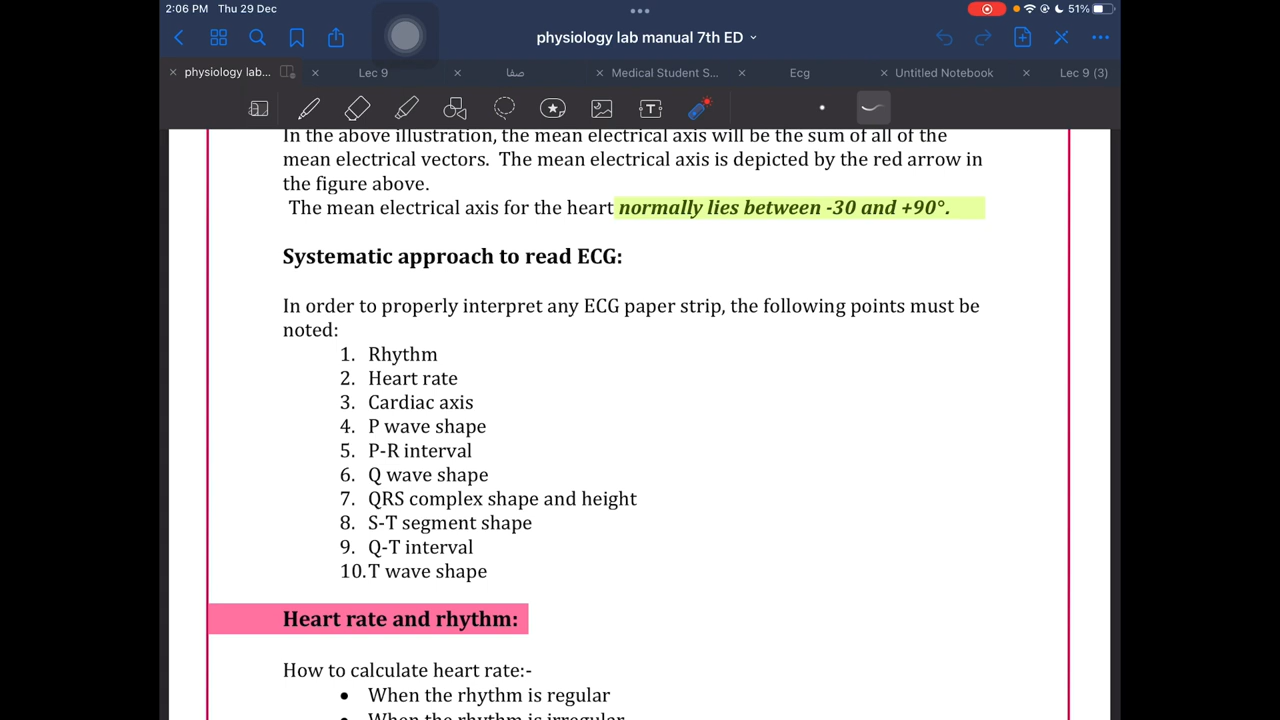 2:06 PM Thu 29 Dec
51%
physiology lab manual 7th ED
physiology lab...
Lec 9
صفا
Medical Student S...
Ecg
Untitled Notebook
Lec 9 (3)
In the above illustration, the mean electrical axis will be the sum of all of the
mean electrical vectors. The mean electrical axis is depicted by the red arrow in
the figure above.
The mean electrical axis for the heart normally lies between -30 and +90°.
Systematic approach to read ECG:
In order to properly interpret any ECG paper strip, the following points must be
noted:
1. Rhythm
2. Heart rate
3. Cardiac axis
4. P wave shape
5. P-R interval
6. Q wave shape
7. QRS complex shape and height
8. S-T segment shape
9. Q-T interval
10. T wave shape
Heart rate and rhythm:
How to calculate heart rate:-
• When the rhythm is regular
• When the rhythm is irregular